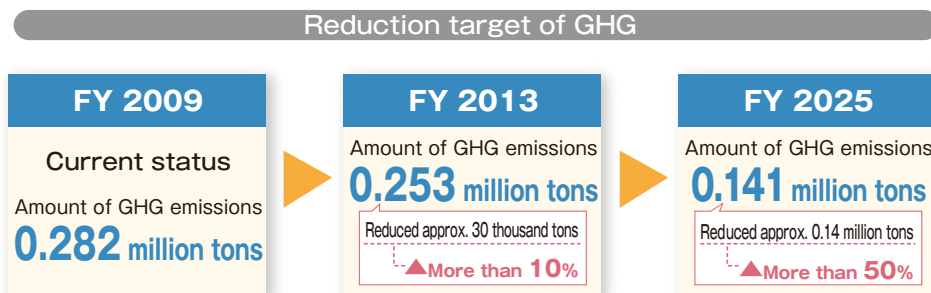 Reduction target of GHG
FY 2009
Current status
Amount of GHG emissions
0.282 million tons
FY 2013
Amount of GHG emissions
0.253 million tons
Reduced approx. 30 thousand tons
▲More than 10%
FY 2025
Amount of GHG emissions
0.141 million tons
Reduced approx. 0.14 million tons
▲More than 50%